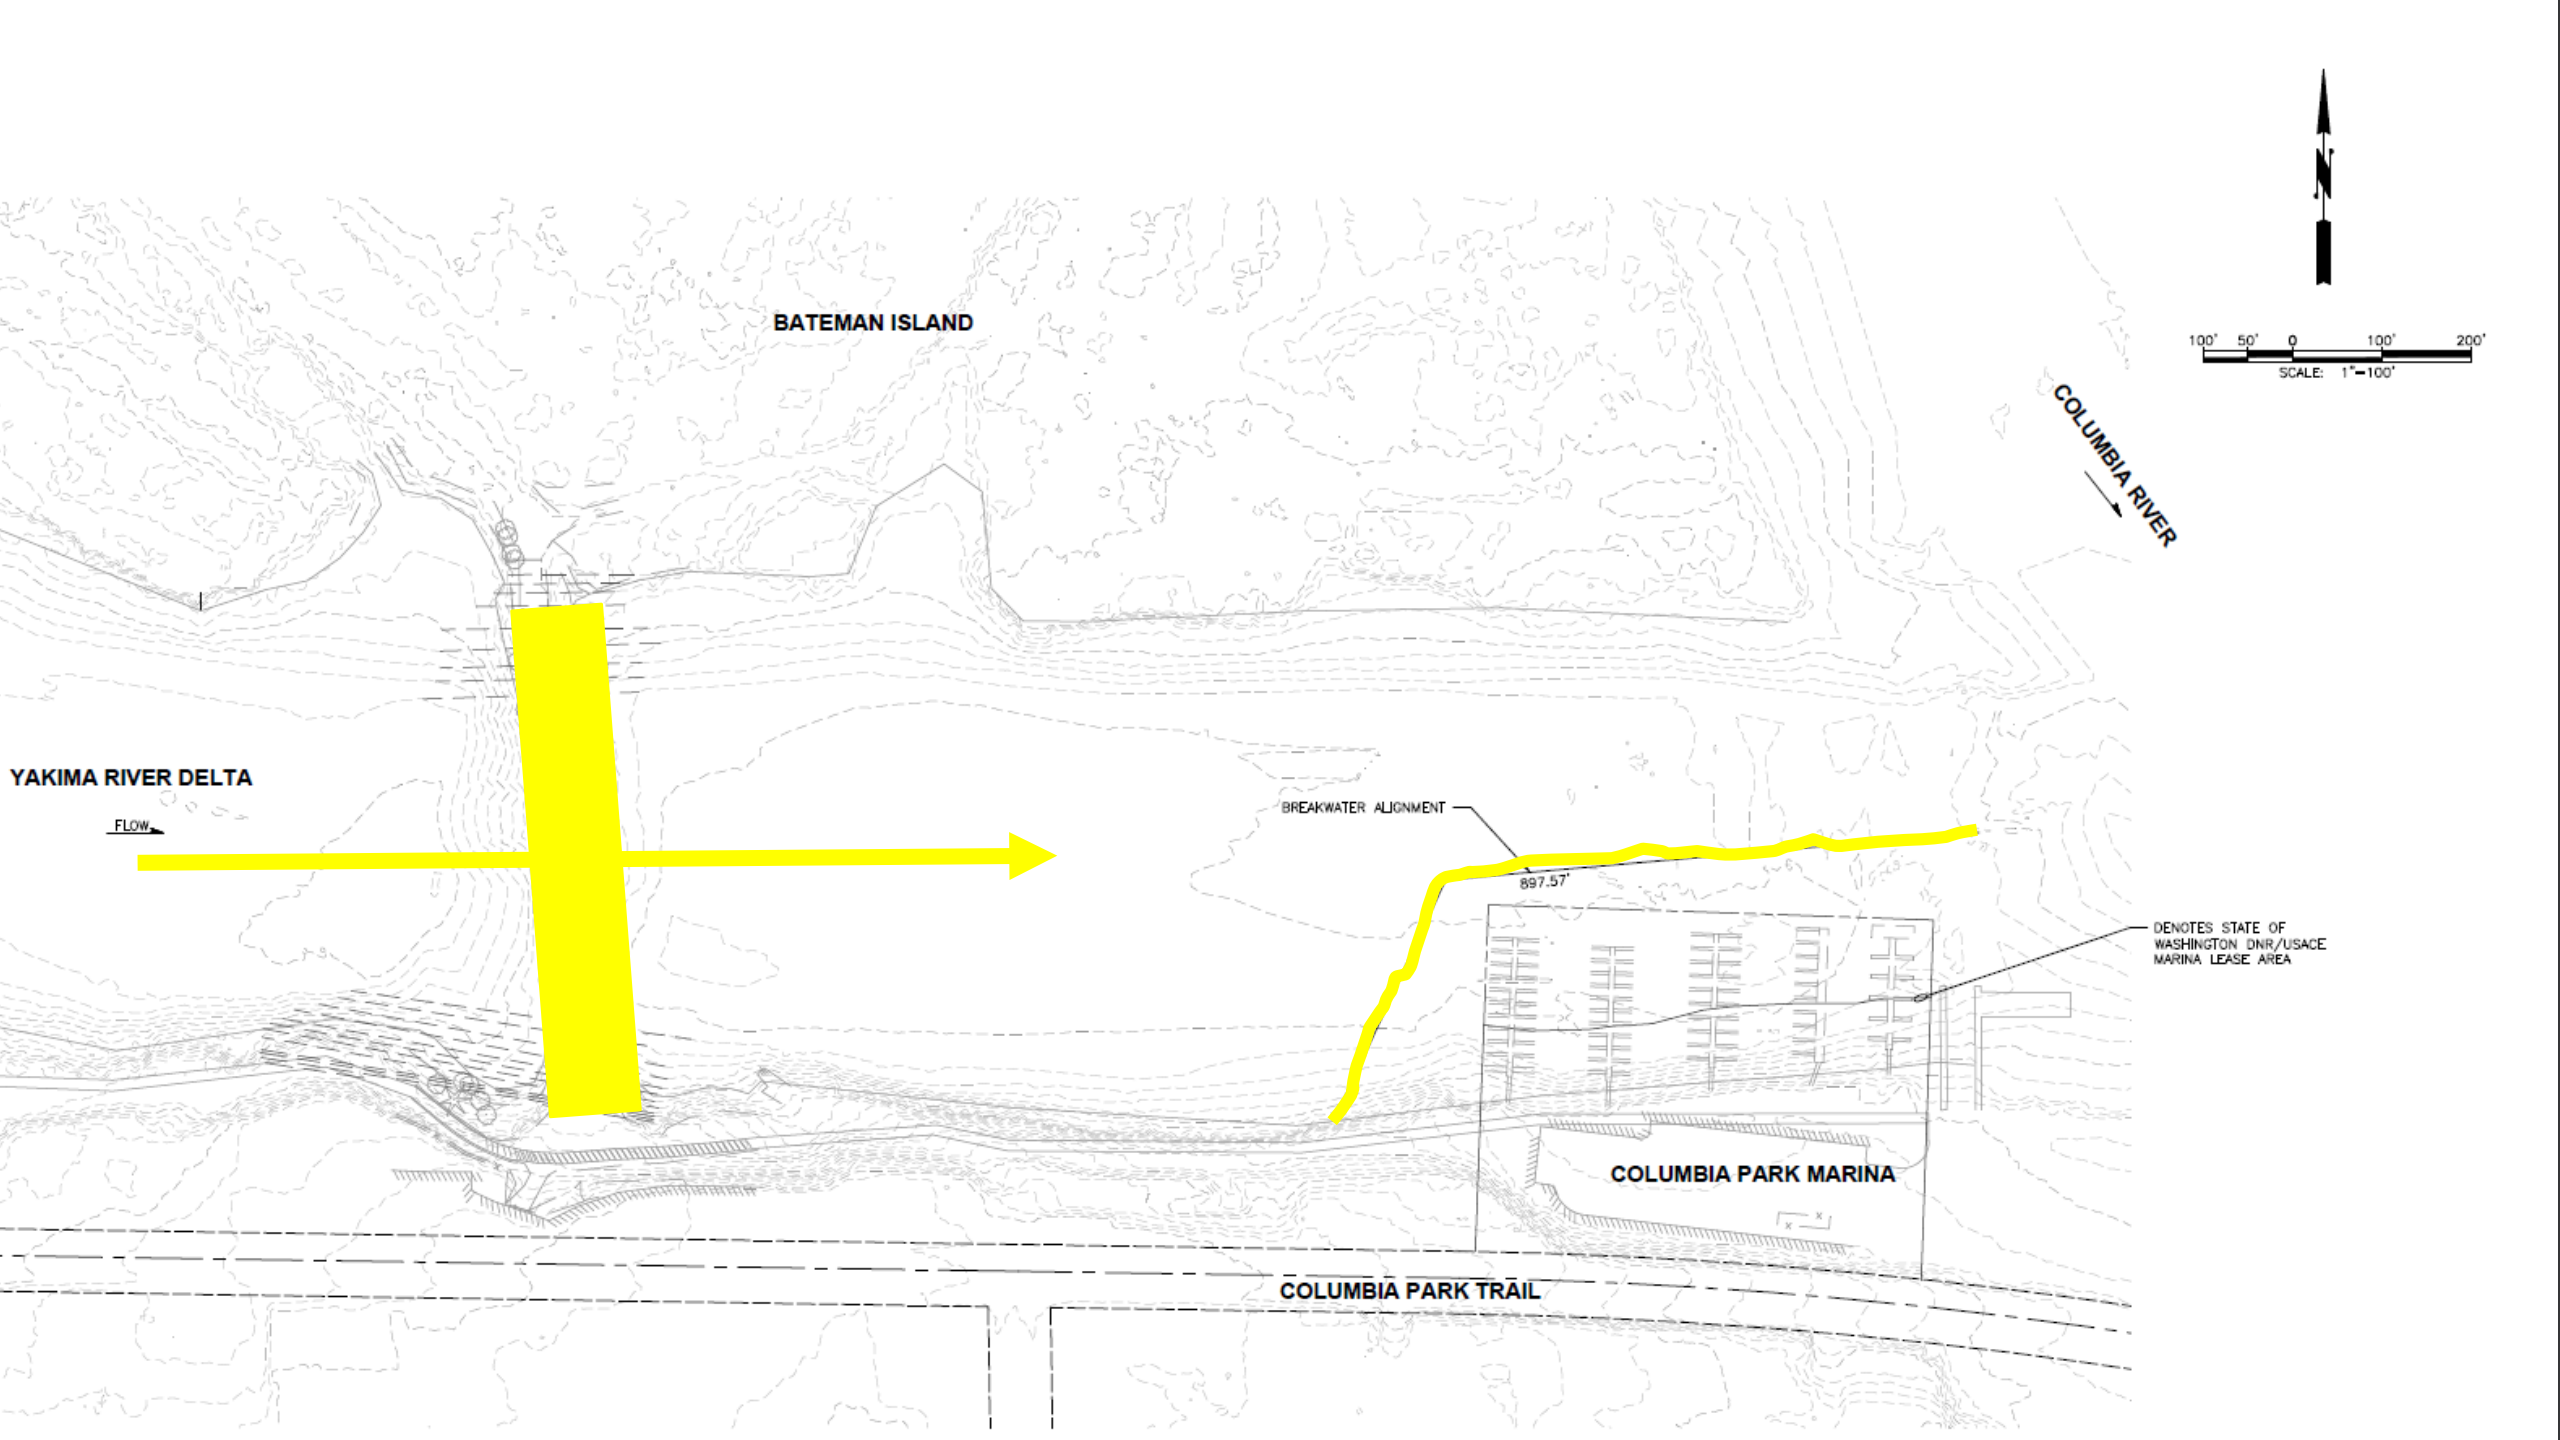 N
BATEMAN ISLAND
100' 50' 0 100' 200'
SCALE: 1"=100'
COLUMBIA RIVER
YAKIMA RIVER DELTA
FLOW
BREAKWATER ALIGNMENT
897.57'
DENOTES STATE OF
WASHINGTON DNR/USACE
MARINA LEASE AREA
COLUMBIA PARK MARINA
COLUMBIA PARK TRAIL